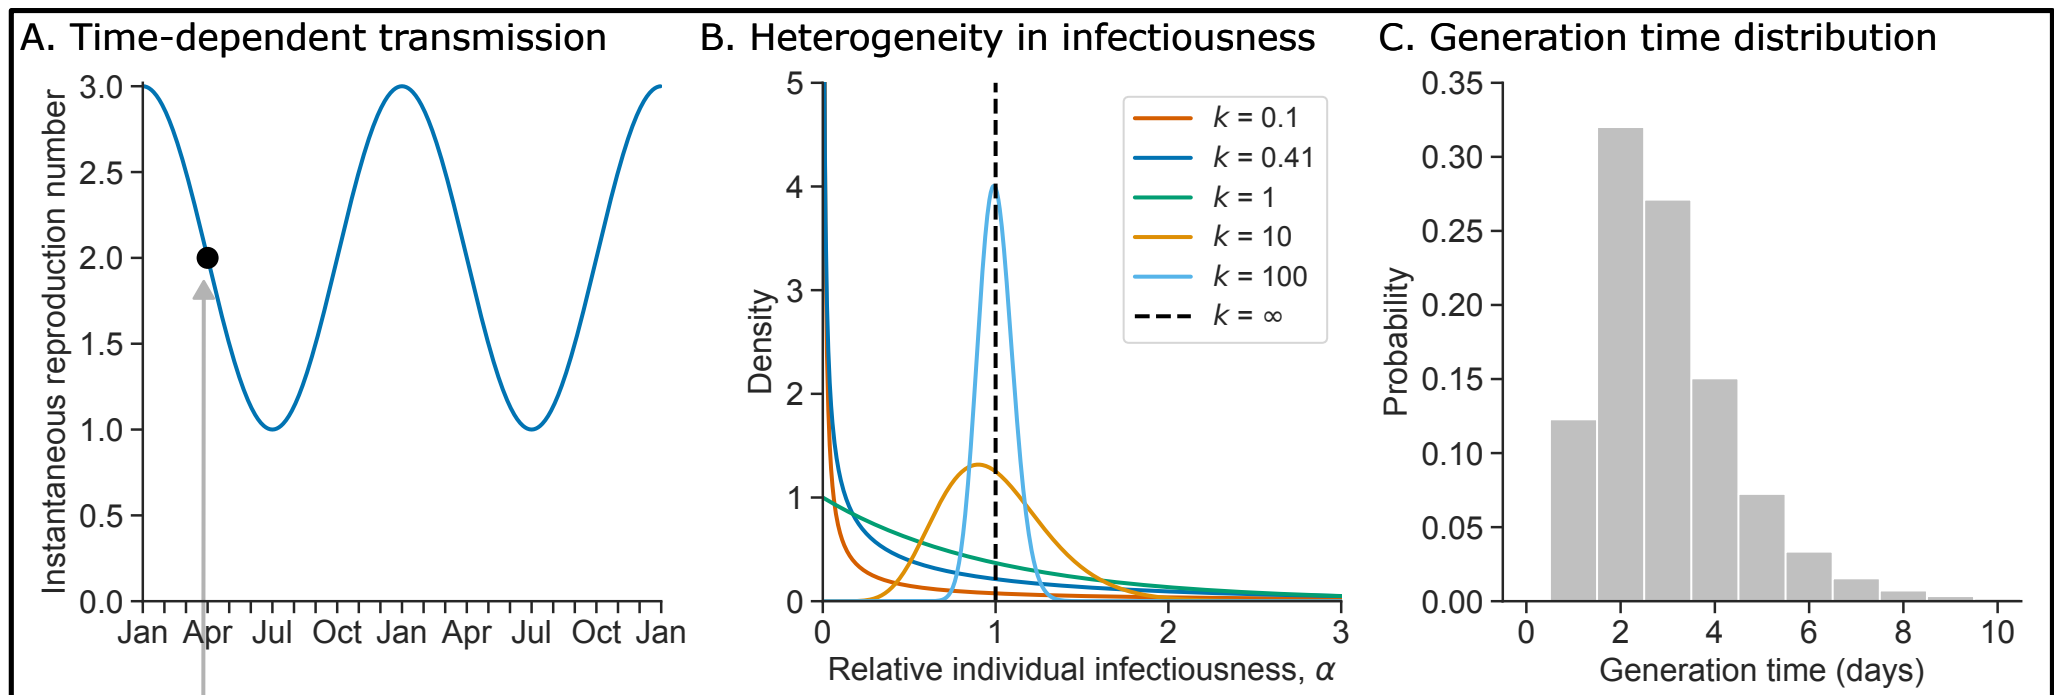 A. Time-dependent transmission
Instantaneous reproduction number
3.0
2.5
2.0
1.5
1.0
0.5
0.0
Jan Apr Jul Oct Jan Apr Jul Oct Jan
B. Heterogeneity in infectiousness
Density
5
4
3
2
1
0
k = 0.1
k = 0.41
k = 1
k = 10
k = 100
k = ∞
0 1 2 3
Relative individual infectiousness, α
C. Generation time distribution
Probability
0.35
0.30
0.25
0.20
0.15
0.10
0.05
0.00
0 2 4 6 8 10
Generation time (days)